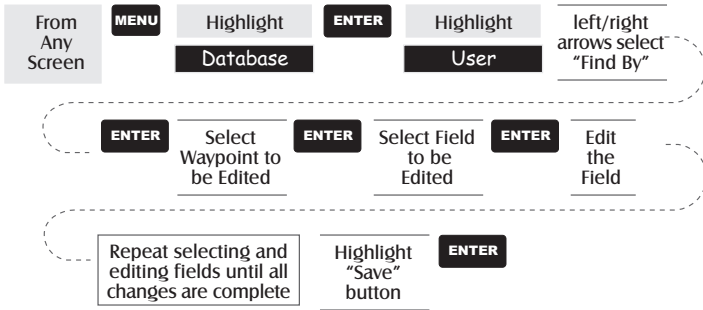 From
Any
Screen
MENU
Highlight
Database
ENTER
Highlight
User
left/right
arrows select
"Find By"
ENTER
Select
Waypoint to
be Edited
ENTER
Select Field
to be
Edited
ENTER
Edit
the
Field
Repeat selecting and
editing fields until all
changes are complete
Highlight
"Save"
button
ENTER